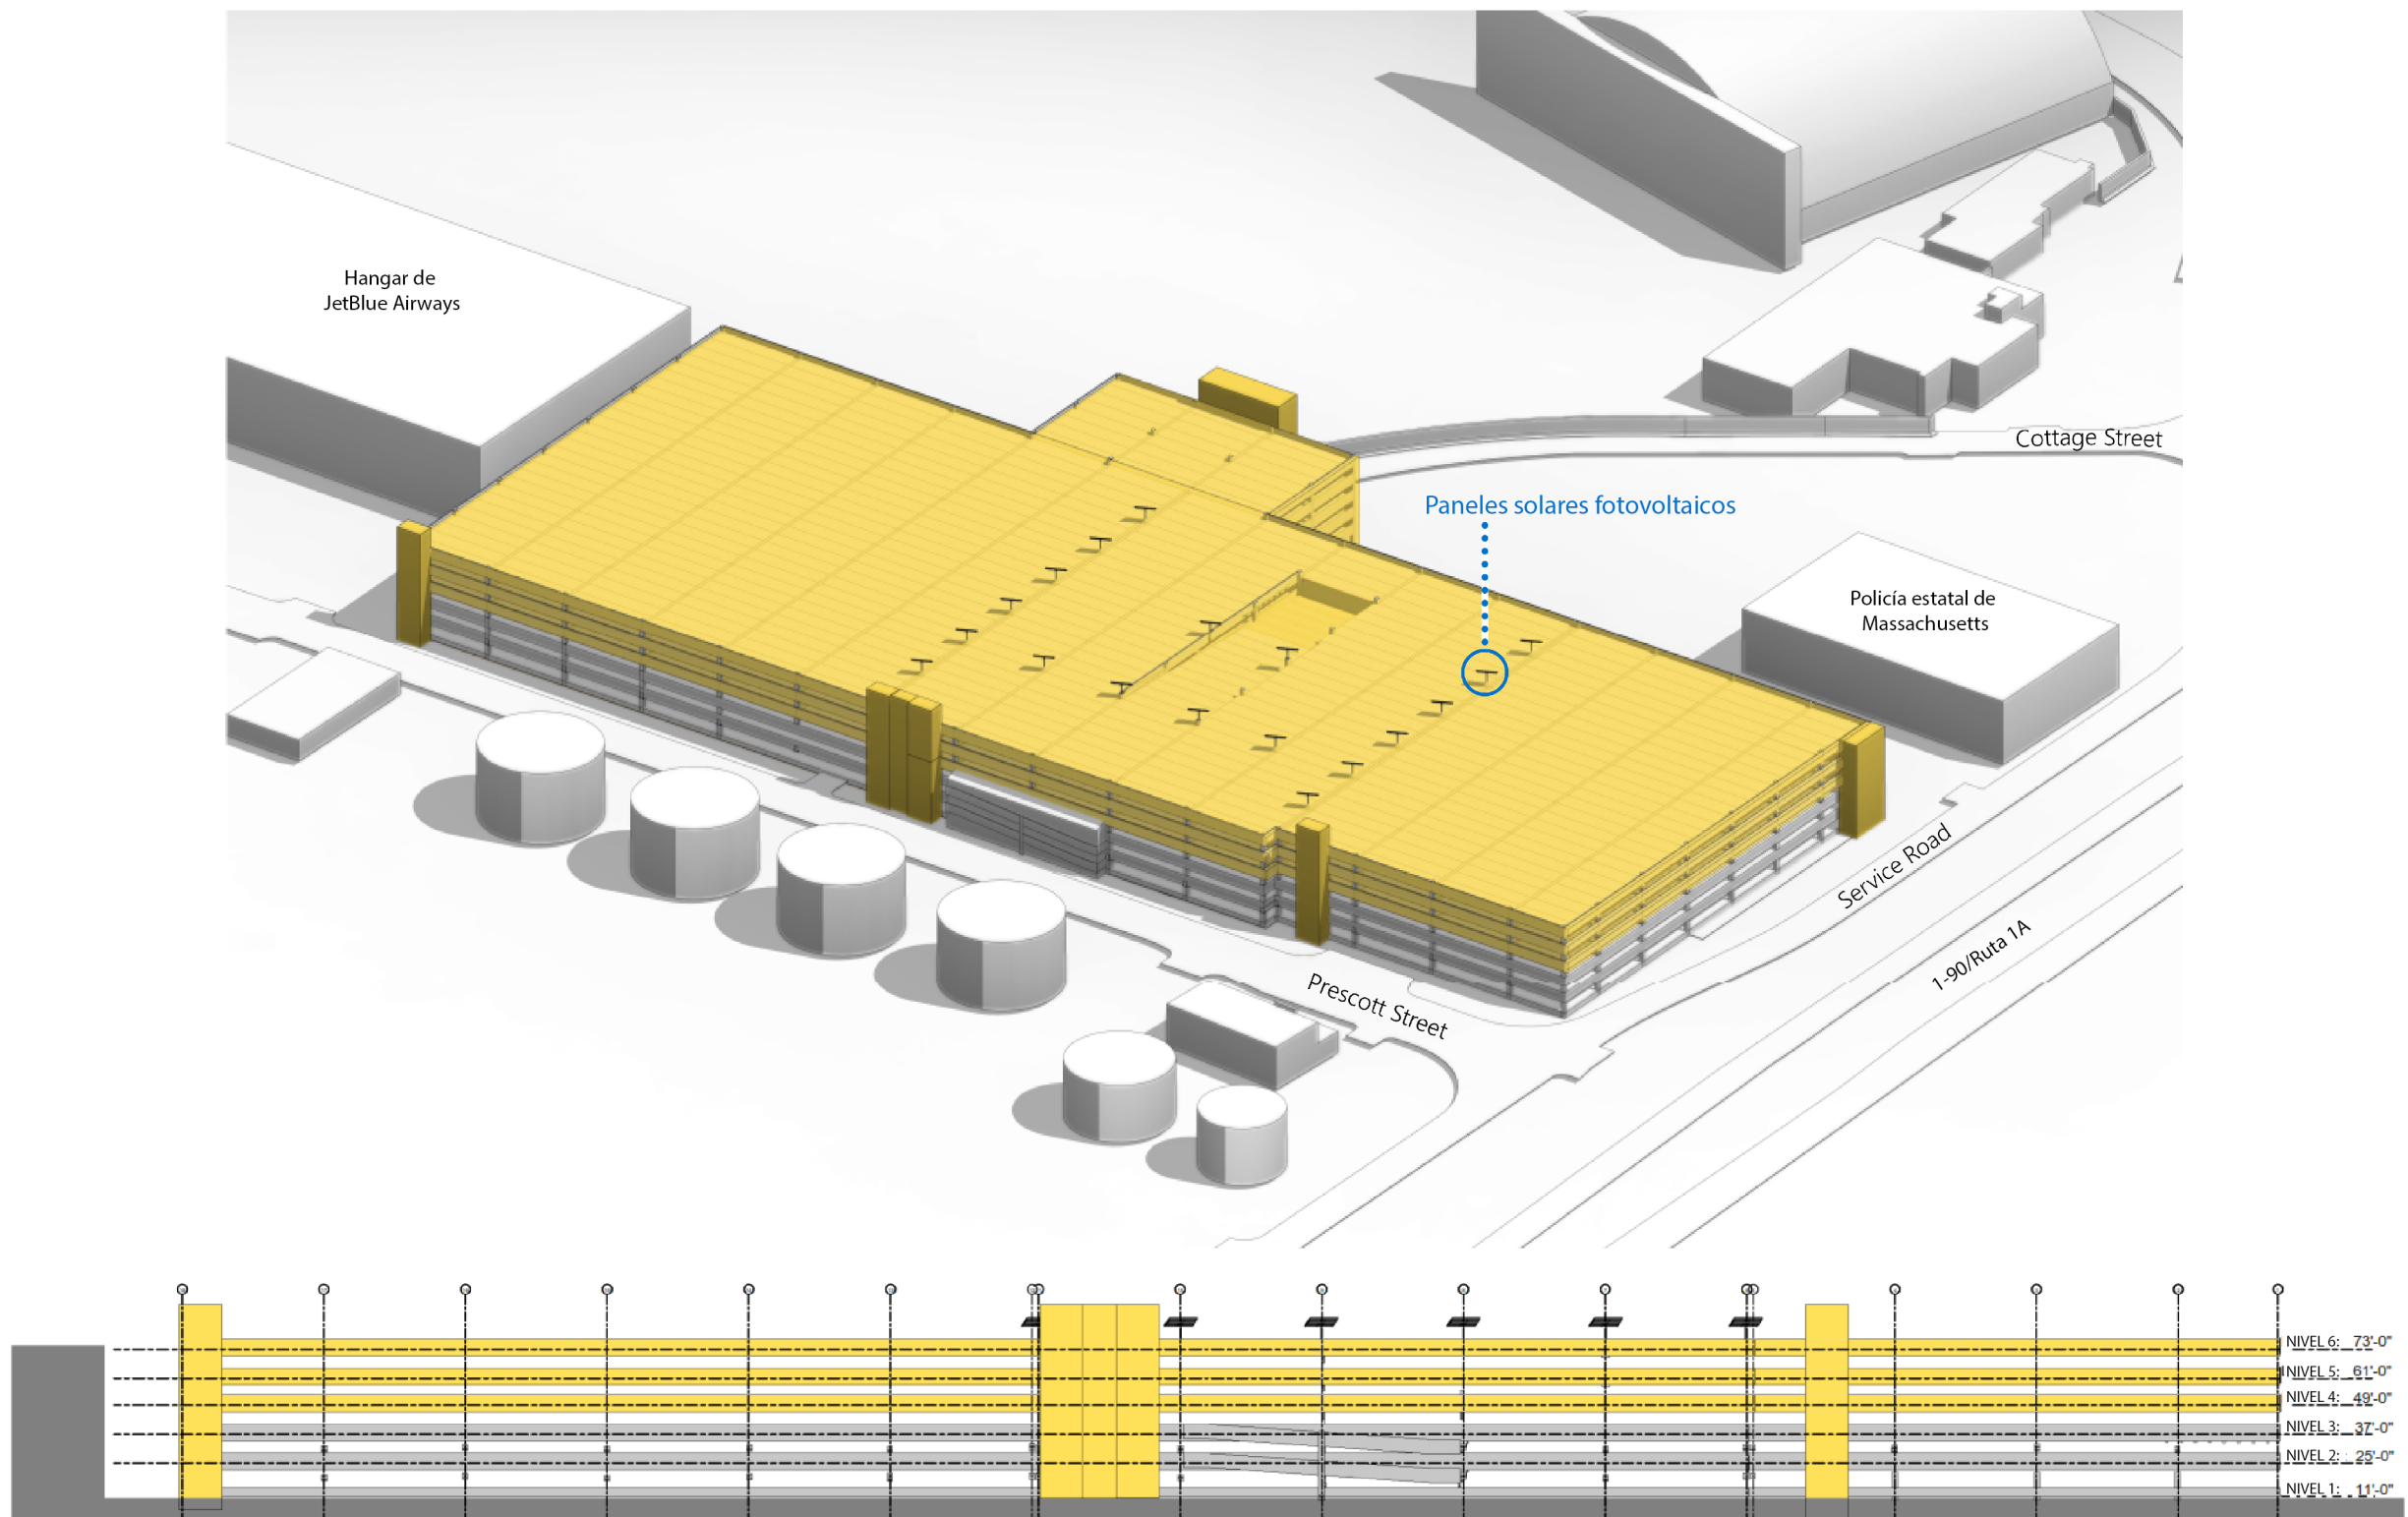 Hangar de
JetBlue Airways
Cottage Street
Paneles solares fotovoltaicos
Policía estatal de
Massachusetts
Service Road
1-90/Ruta 1A
Prescott Street
NIVEL 6: 73'-0"
NIVEL 5: 61'-0"
NIVEL 4: 49'-0"
NIVEL 3: 37'-0"
NIVEL 2: 25'-0"
NIVEL 1: 11'-0"